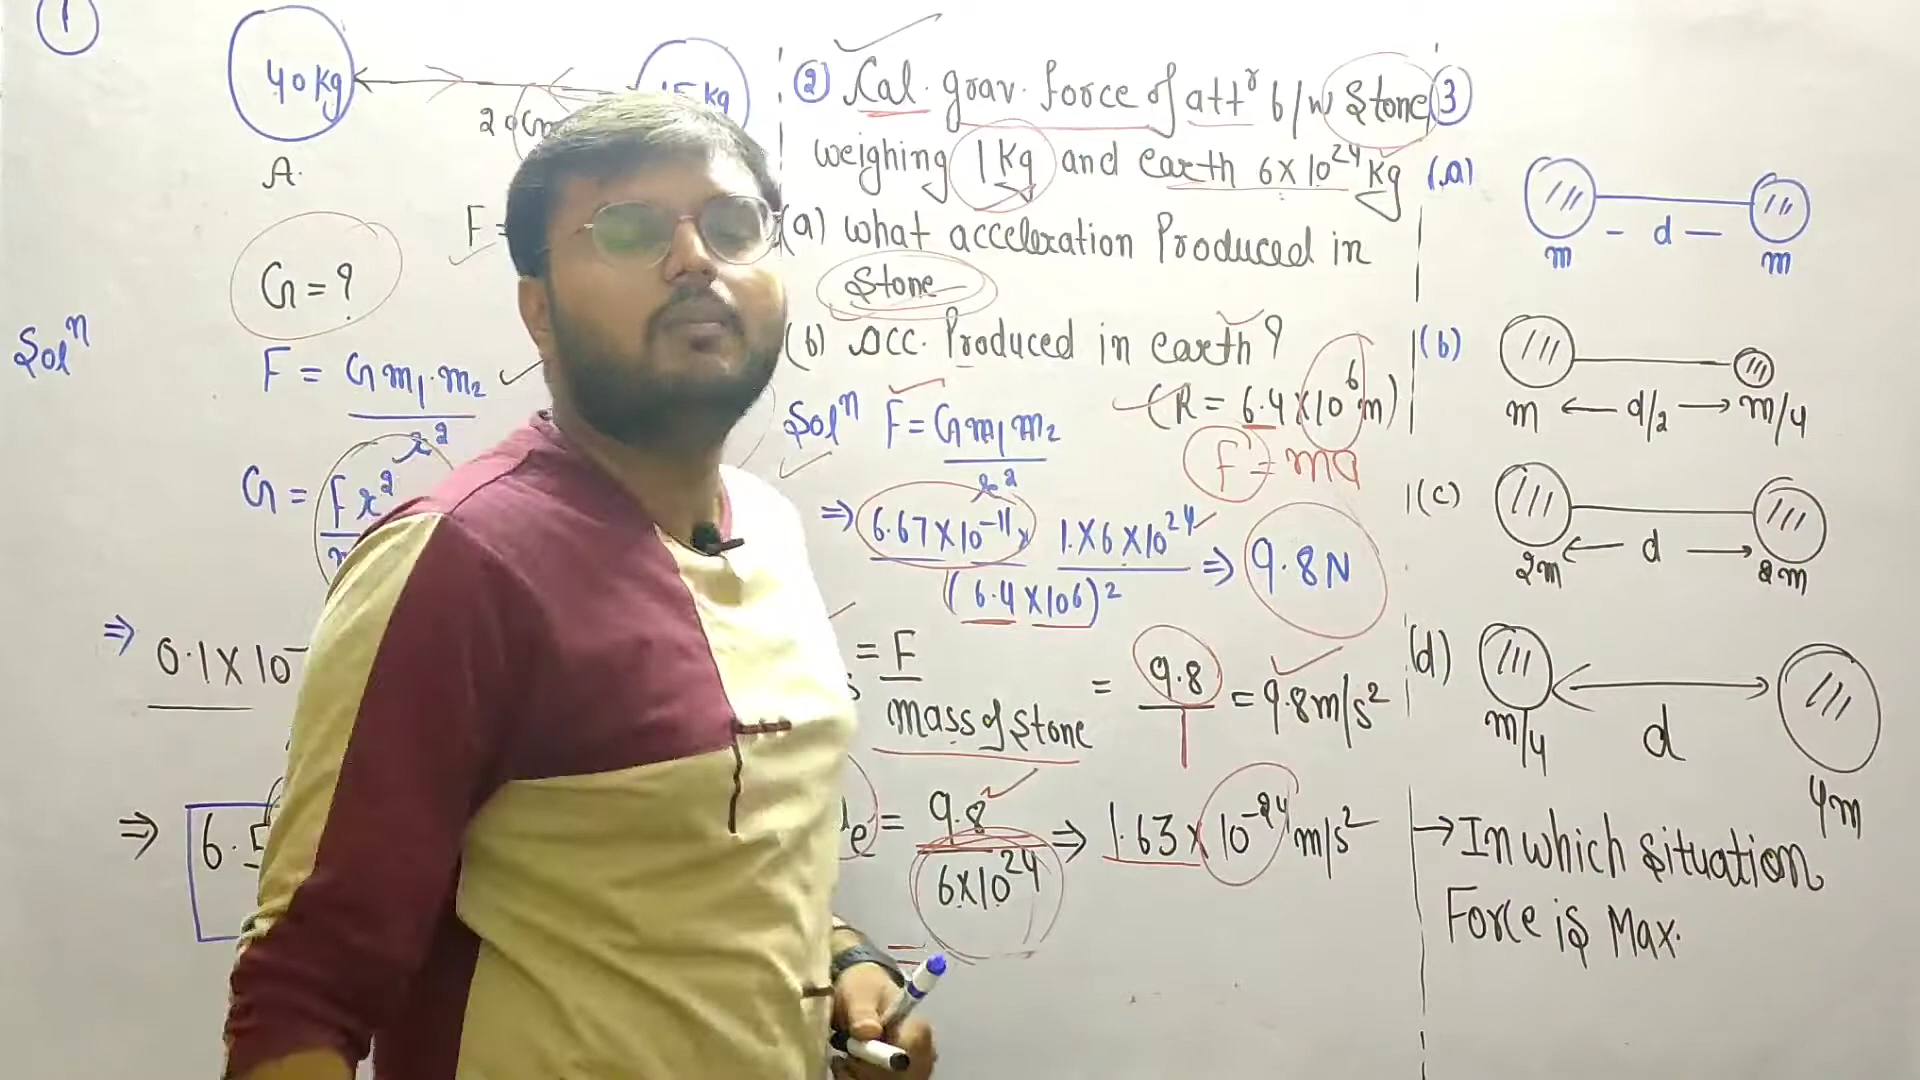 1
40 kg
15 kg
A.
F =
G = ?
Solⁿ
F = G m₁.m₂
r²
G = F r²
⇒ 0.1 × 10⁻
⇒ 6.5
② Cal. grav. force of attʳ b/w Stone
weighing 1 Kg and earth 6×10²⁴ kg
(a) what acceleration Produced in
Stone
(b) acc. Produced in earth ?
(R = 6.4×10⁶ m)
Solⁿ F = G m₁ m₂
r²
F = ma
⇒ 6.67×10⁻¹¹ × 1×6×10²⁴ ⇒ 9.8 N
(6.4×10⁶)²
= F
mass of stone
= 9.8 = 9.8 m/s²
1
e = 9.8 ⇒ 1.63 × 10⁻²⁴ m/s²
6×10²⁴
③
(a)
m - d - m
(b)
m ← d/2 → m/4
(c)
2m ← d → 2m
(d)
m/4 d 4m
→ In which situation
Force is Max.